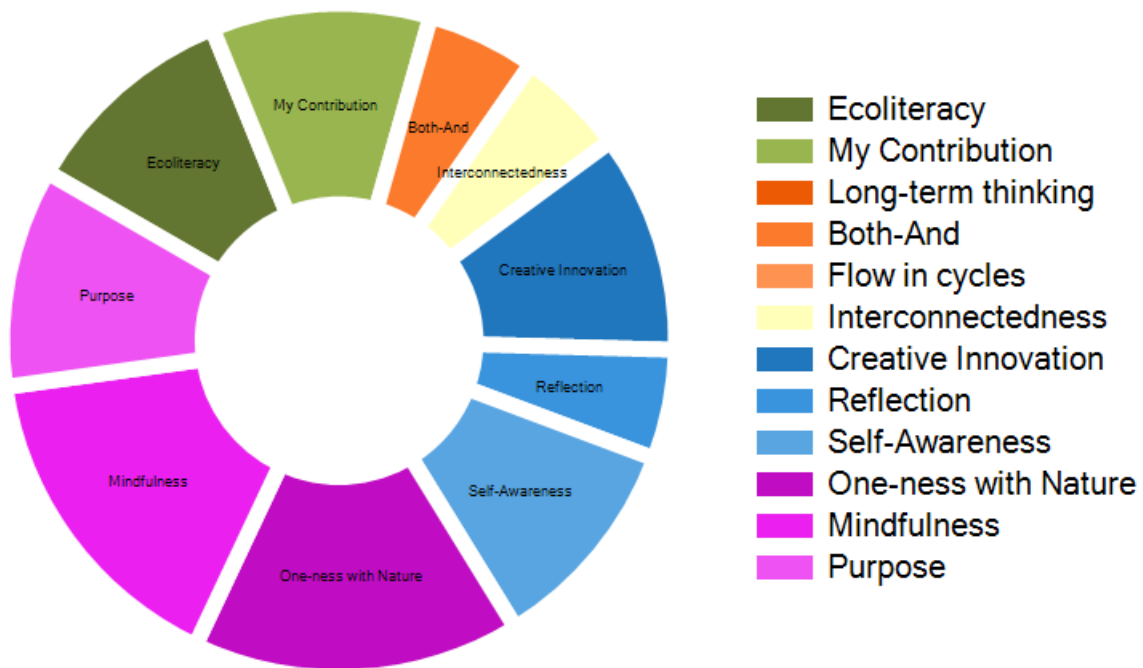 My Contribution
Both-And
Ecoliteracy
Interconnectedness
Creative Innovation
Purpose
Reflection
Mindfulness
Self-Awareness
One-ness with Nature
Ecoliteracy
My Contribution
Long-term thinking
Both-And
Flow in cycles
Interconnectedness
Creative Innovation
Reflection
Self-Awareness
One-ness with Nature
Mindfulness
Purpose